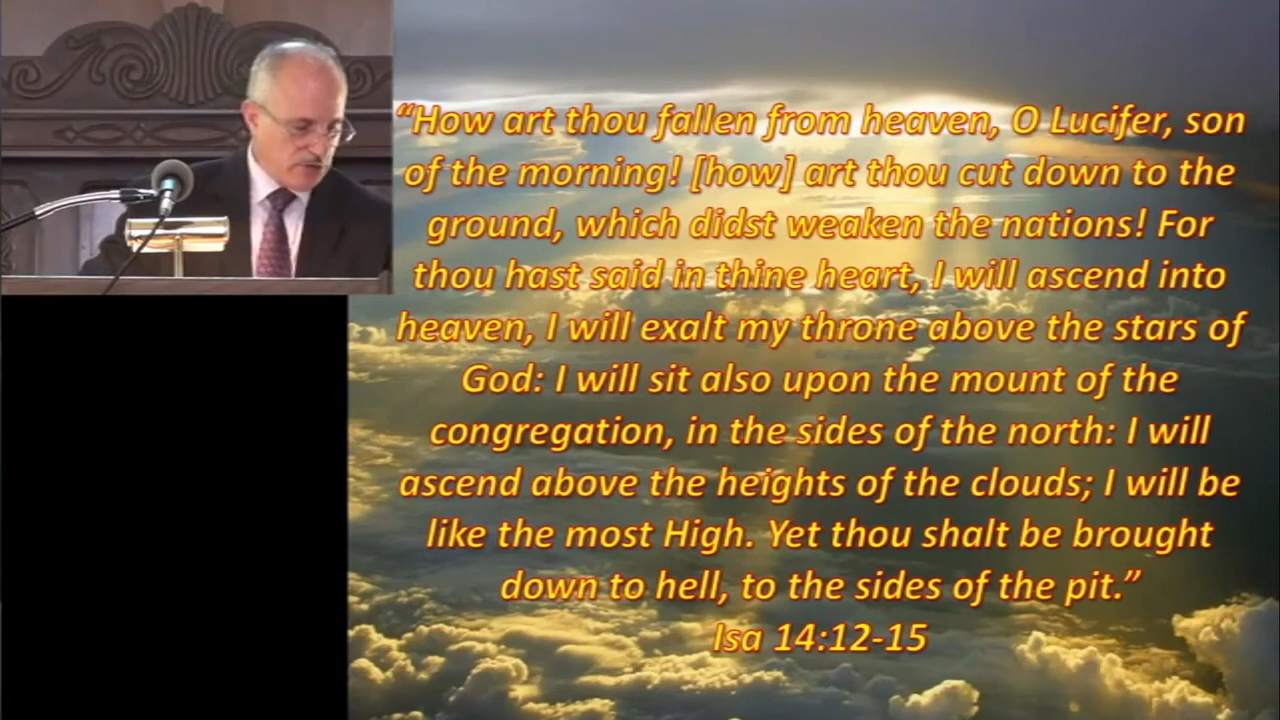 “How art thou fallen from heaven, O Lucifer, son
of the morning! [how] art thou cut down to the
ground, which didst weaken the nations! For
thou hast said in thine heart, I will ascend into
heaven, I will exalt my throne above the stars of
God: I will sit also upon the mount of the
congregation, in the sides of the north: I will
ascend above the heights of the clouds; I will be
like the most High. Yet thou shalt be brought
down to hell, to the sides of the pit.”
Isa 14:12-15